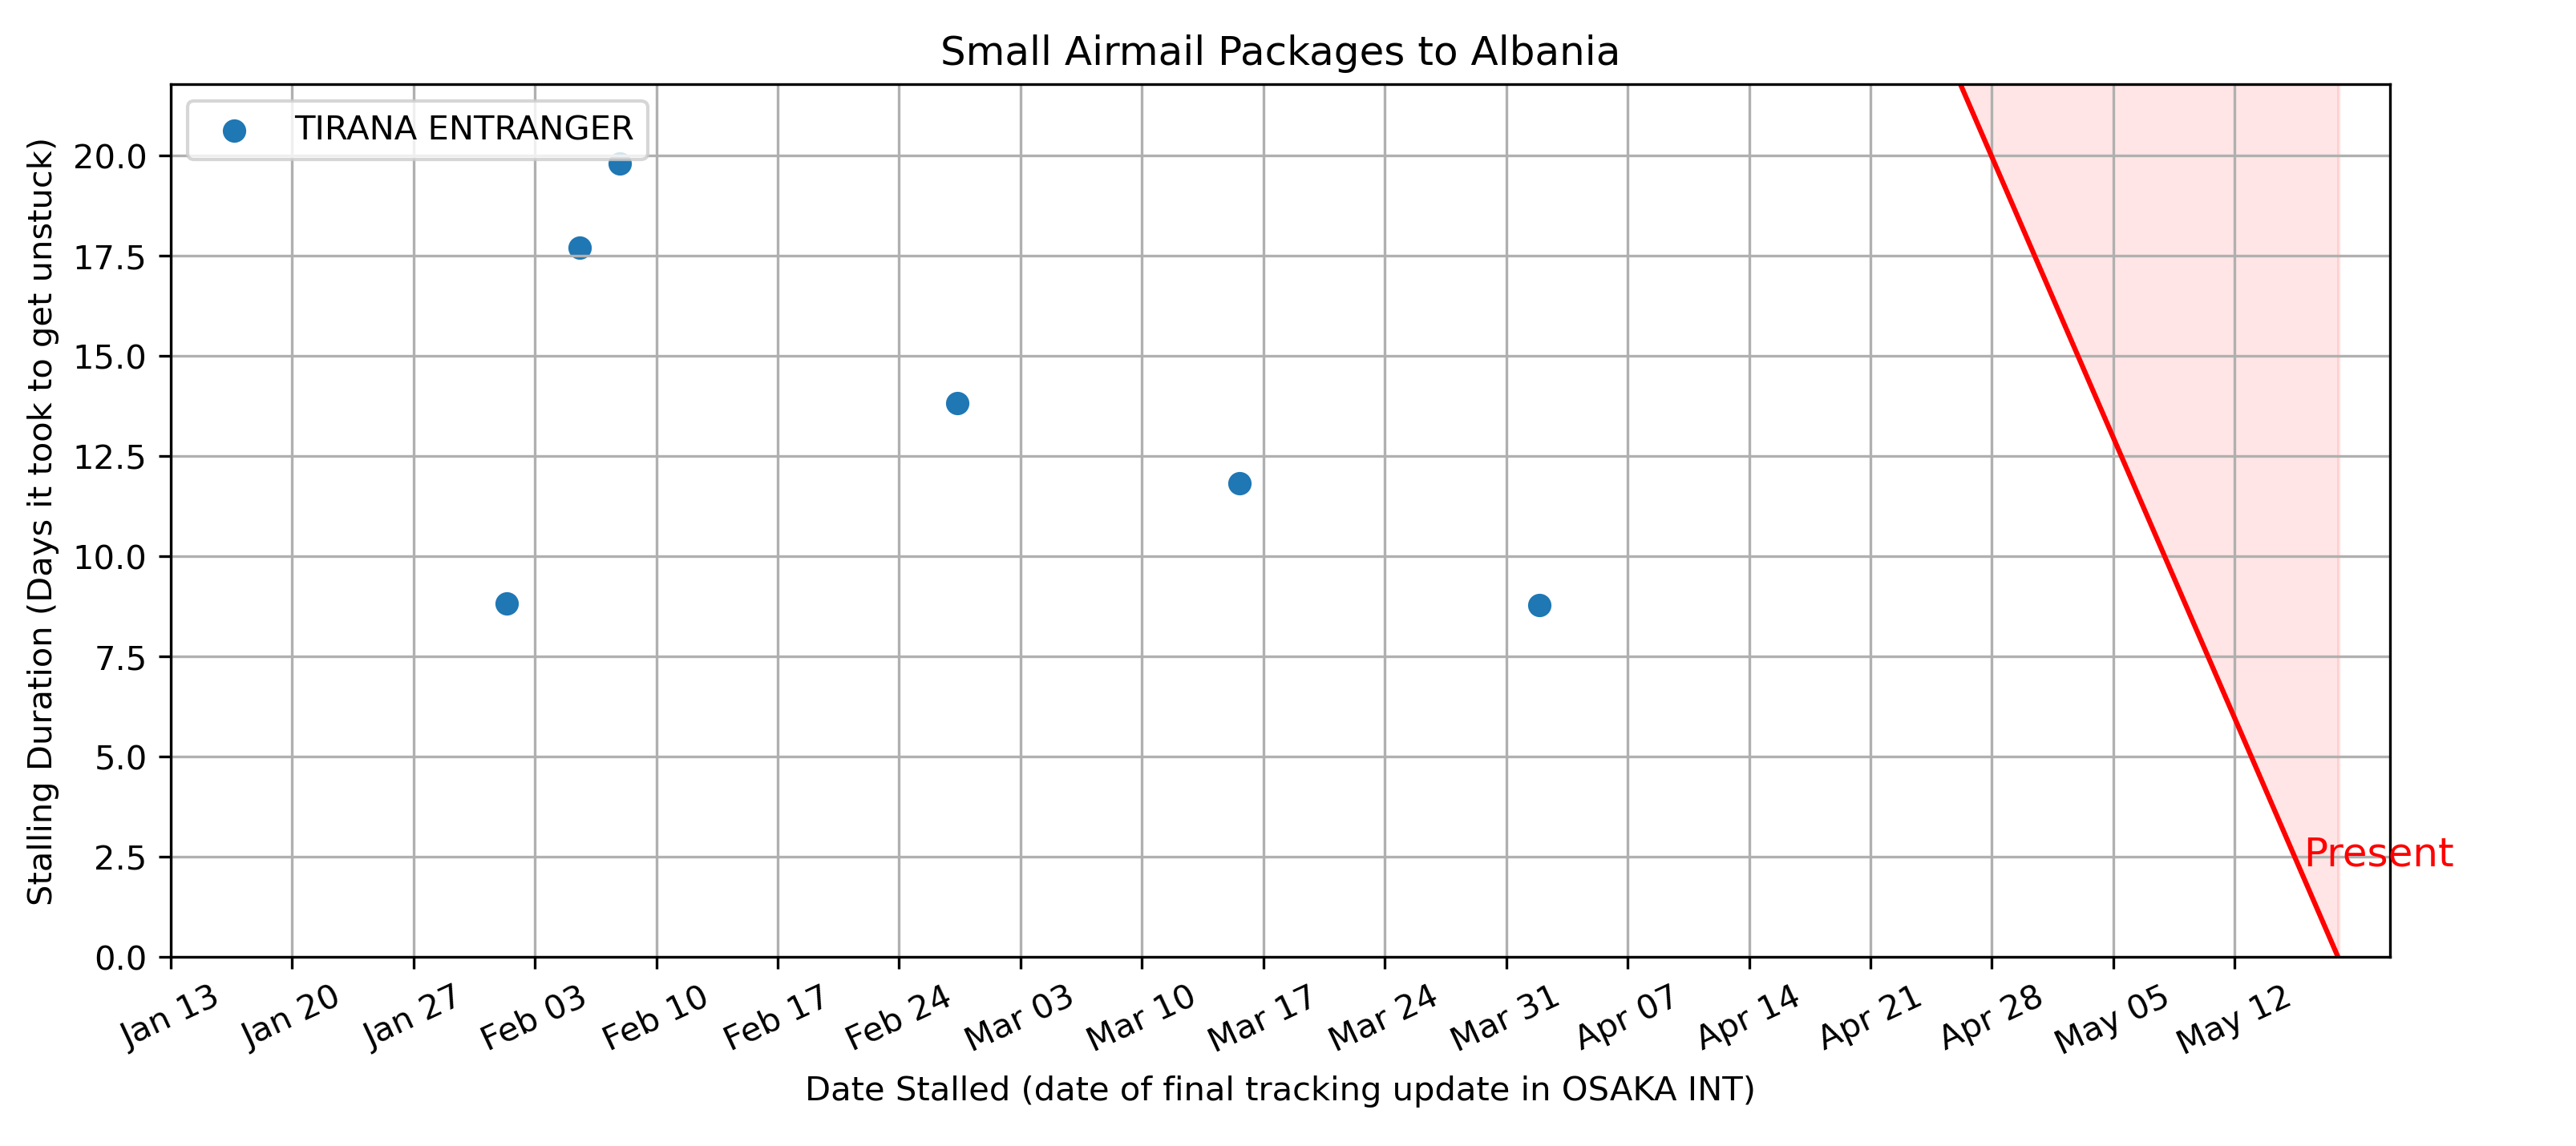 Small Airmail Packages to Albania
TIRANA ENTRANGER
Stalling Duration (Days it took to get unstuck)
20.0
17.5
15.0
12.5
10.0
7.5
5.0
2.5
0.0
Present
Jan 13
Jan 20
Jan 27
Feb 03
Feb 10
Feb 17
Feb 24
Mar 03
Mar 10
Mar 17
Mar 24
Mar 31
Apr 07
Apr 14
Apr 21
Apr 28
May 05
May 12
Date Stalled (date of final tracking update in OSAKA INT)